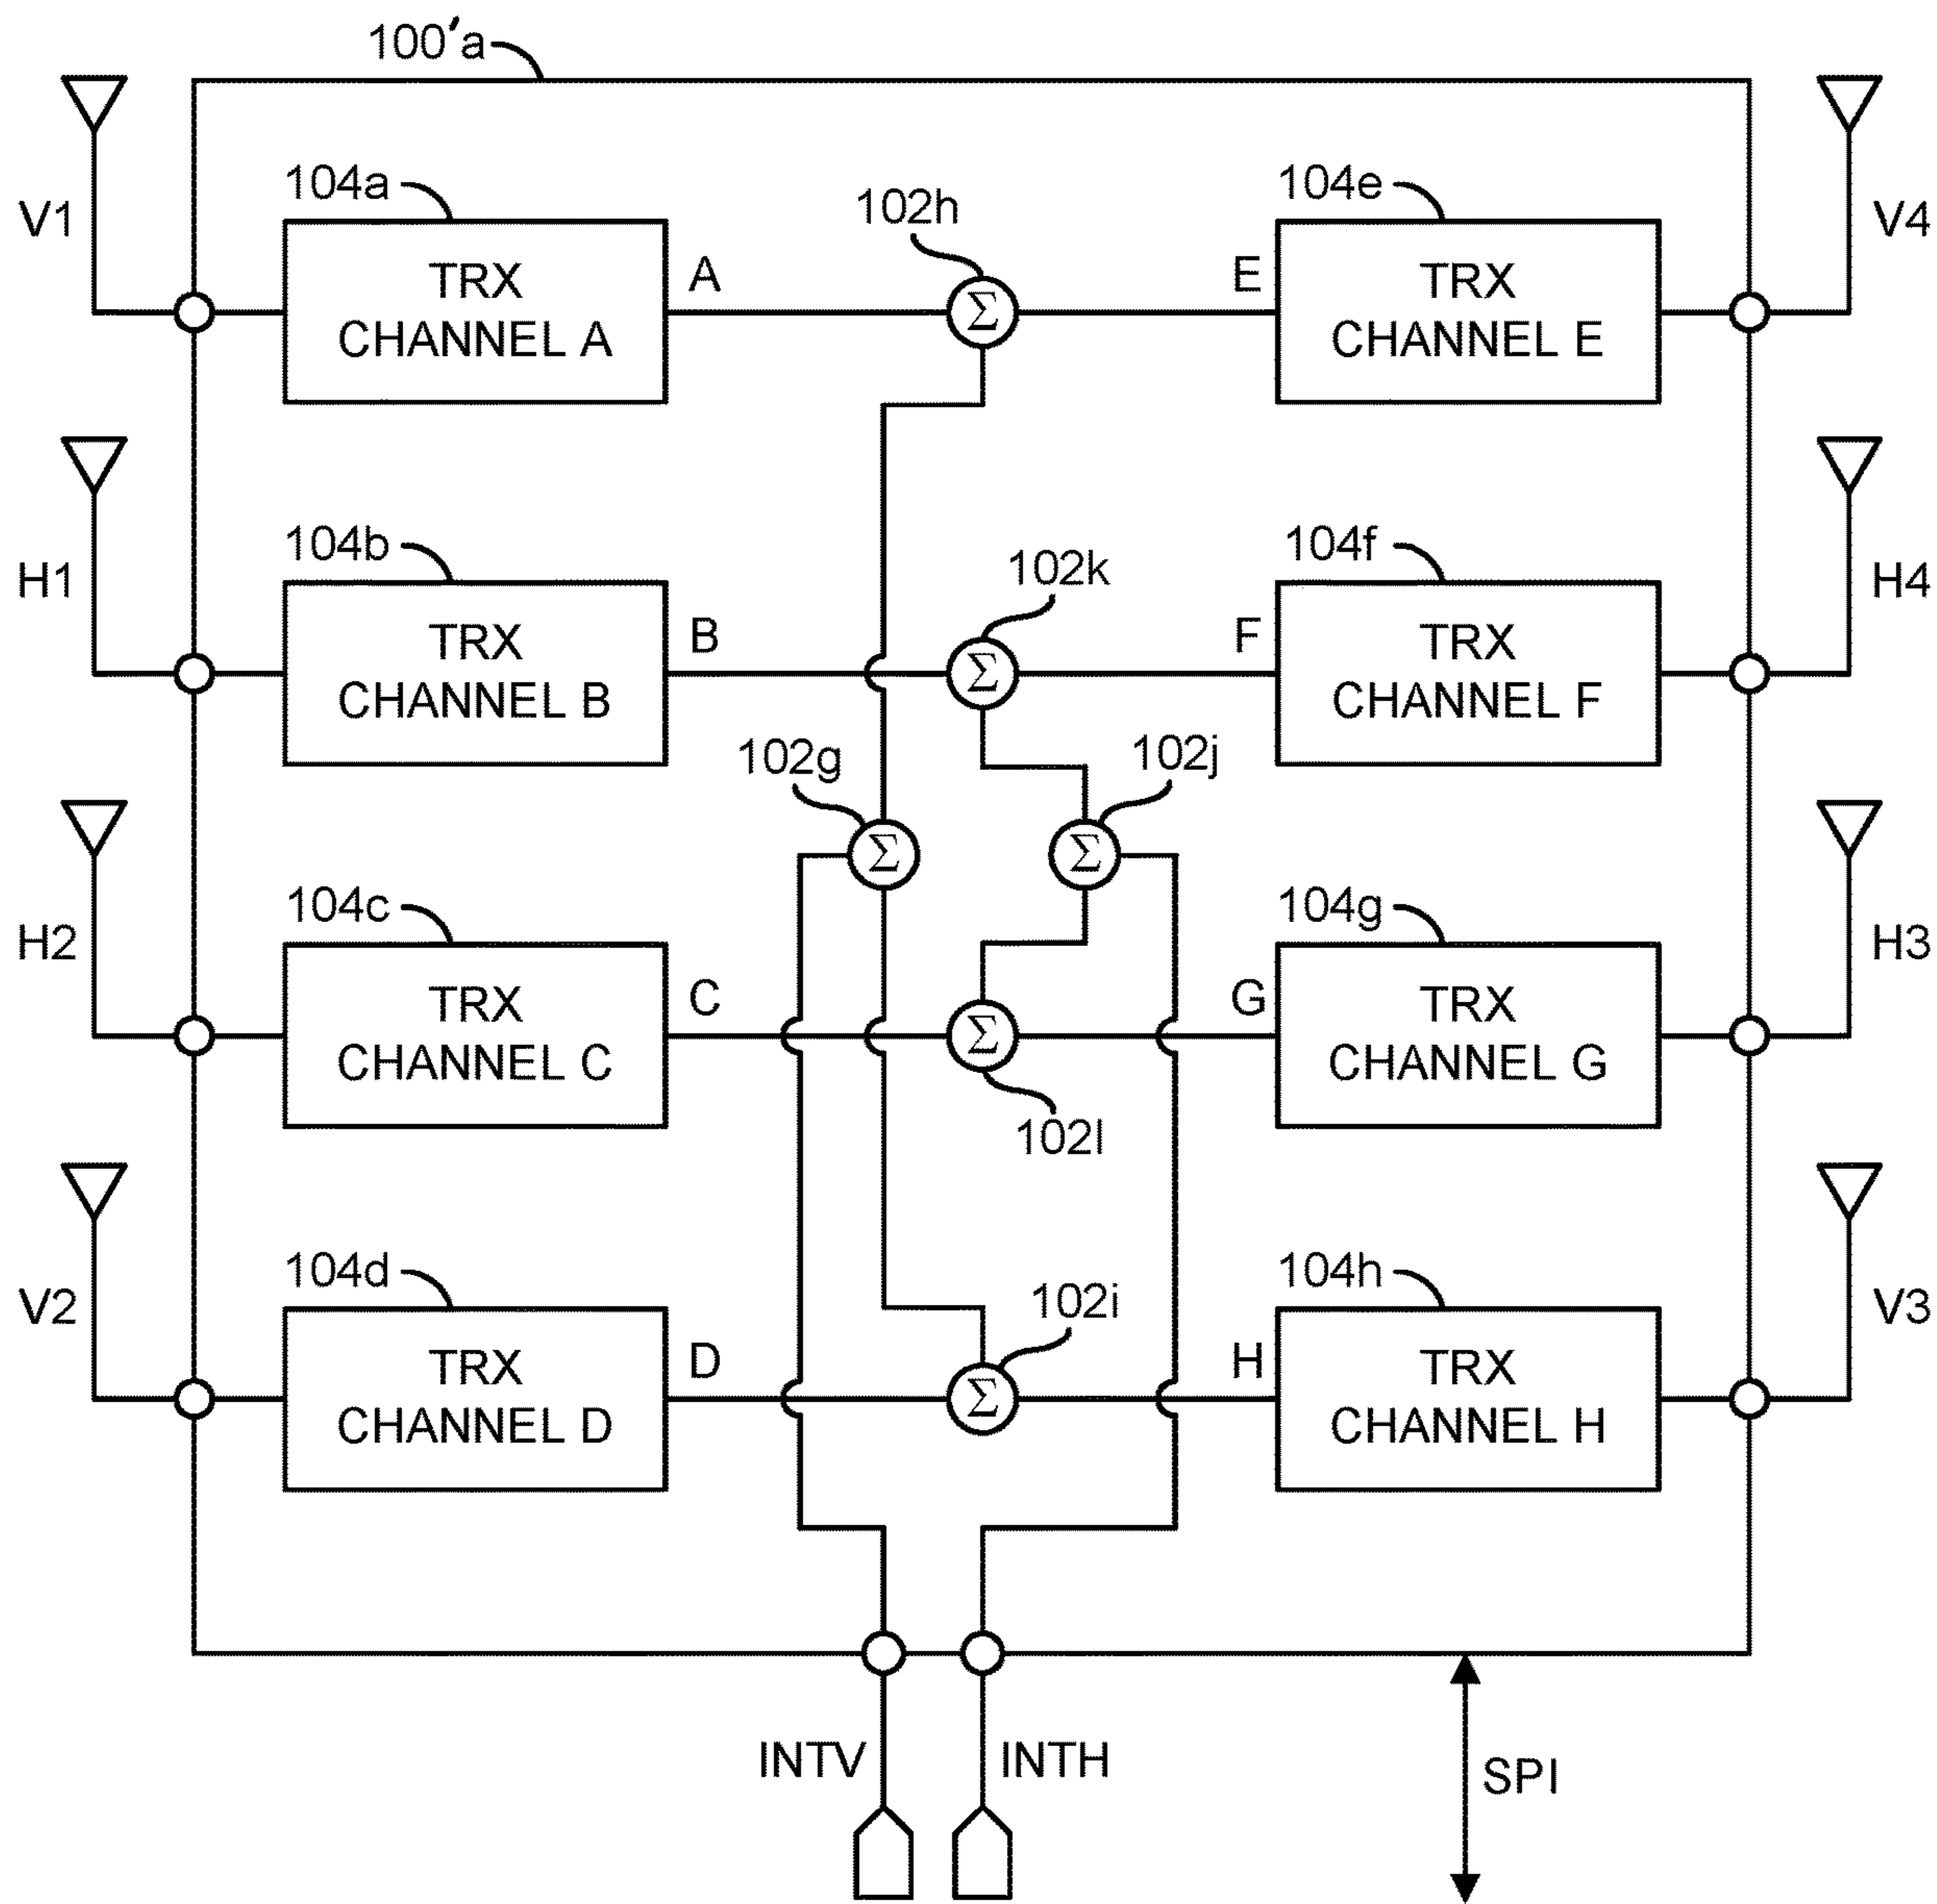 100'a
104a
102h
104e
V1
V4
TRX
CHANNEL A
A
Σ
E
TRX
CHANNEL E
104b
102k
104f
H1
H4
TRX
CHANNEL B
B
Σ
F
TRX
CHANNEL F
102g
102j
Σ
Σ
104c
104g
H2
H3
TRX
CHANNEL C
C
Σ
G
TRX
CHANNEL G
102l
104d
102i
104h
V2
V3
TRX
CHANNEL D
D
Σ
H
TRX
CHANNEL H
INTV
INTH
SPI